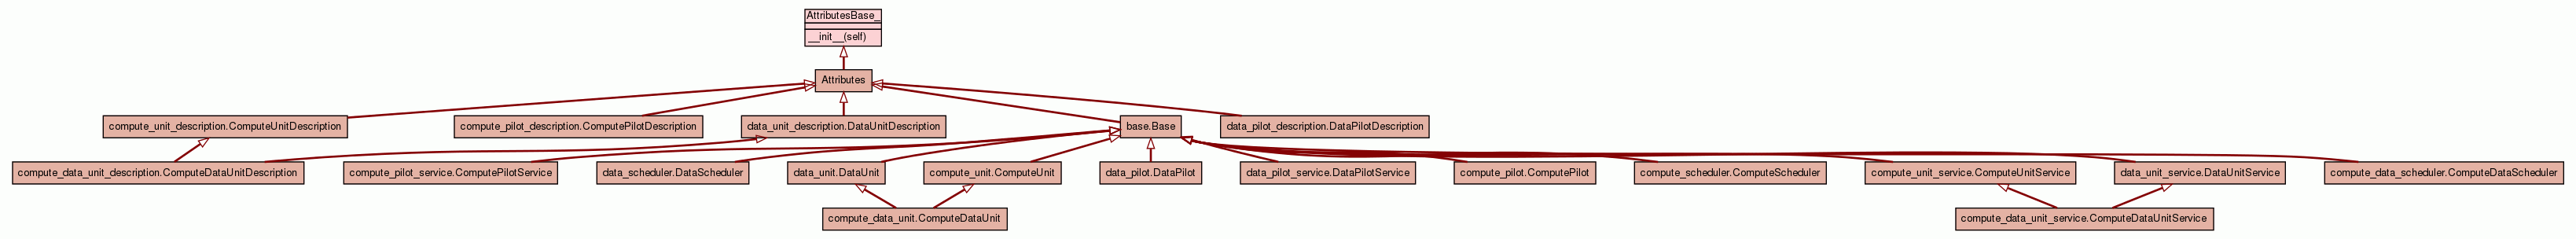 AttributesBase_
__init__(self)
Attributes
compute_unit_description.ComputeUnitDescription
compute_pilot_description.ComputePilotDescription
data_unit_description.DataUnitDescription
base.Base
data_pilot_description.DataPilotDescription
compute_data_unit_description.ComputeDataUnitDescription
compute_pilot_service.ComputePilotService
data_scheduler.DataScheduler
data_unit.DataUnit
compute_unit.ComputeUnit
data_pilot.DataPilot
data_pilot_service.DataPilotService
compute_pilot.ComputePilot
compute_scheduler.ComputeScheduler
compute_unit_service.ComputeUnitService
data_unit_service.DataUnitService
compute_data_scheduler.ComputeDataScheduler
compute_data_unit.ComputeDataUnit
compute_data_unit_service.ComputeDataUnitService